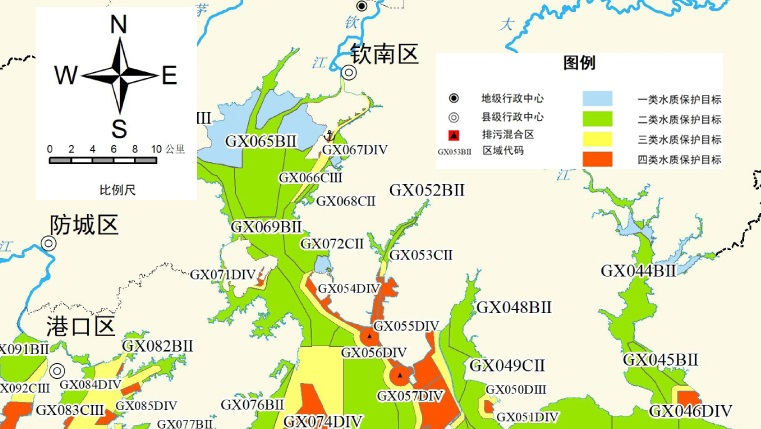 茅
钦
江
大
江
N
W E
S
0 2 4 6 8 10 公里
比例尺
钦南区
图例
地级行政中心
县级行政中心
排污混合区
GX053BII 区域代码
一类水质保护目标
二类水质保护目标
三类水质保护目标
四类水质保护目标
III
GX065BII
GX067DIV
GX066CIII
GX068CII
GX052BII
防城区
江
GX069BII
GX072CII
GX053CII
GX071DIV
GX054DIV
GX044BII
港口区
GX048BII
GX055DIV
GX056DIV
X091BII
GX082BII
GX049CII
GX045BII
X092CIII
GX084DIV
GX050DIII
GX057DIV
GX083CIII
GX085DIV
GX076BII
GX074DIV
GX051DIV
GX046DIV
GX077BII